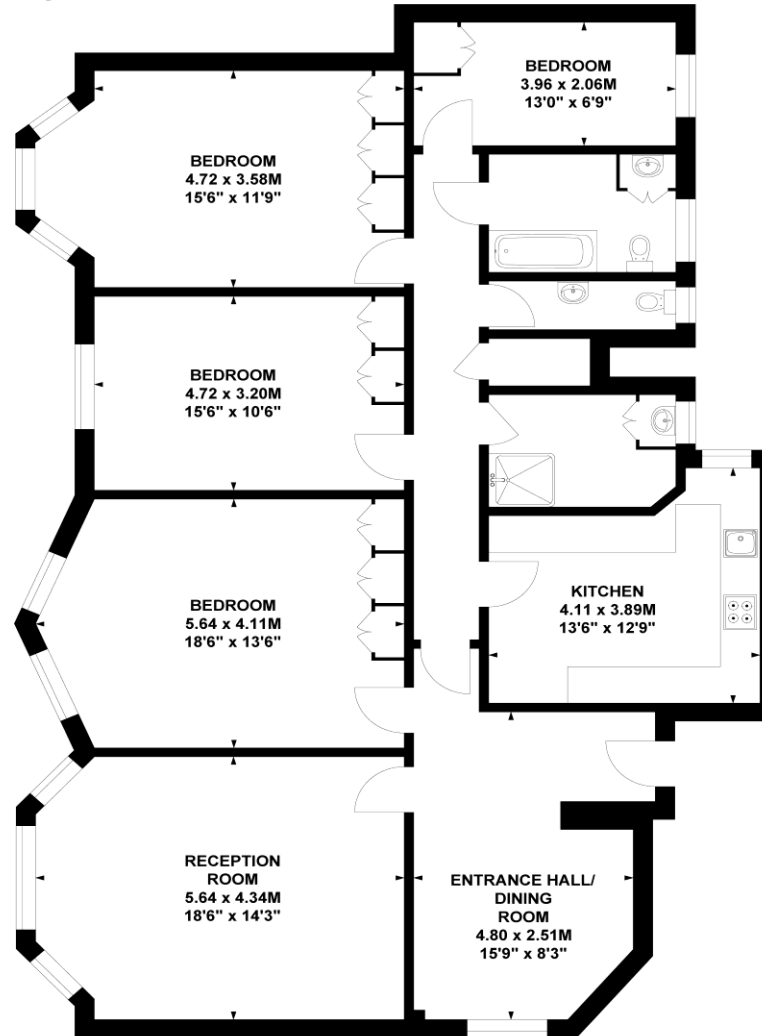 BEDROOM
3.96 x 2.06M
13'0" x 6'9"
BEDROOM
4.72 x 3.58M
15'6" x 11'9"
BEDROOM
4.72 x 3.20M
15'6" x 10'6"
BEDROOM
5.64 x 4.11M
18'6" x 13'6"
KITCHEN
4.11 x 3.89M
13'6" x 12'9"
RECEPTION
ROOM
5.64 x 4.34M
18'6" x 14'3"
ENTRANCE HALL/
DINING
ROOM
4.80 x 2.51M
15'9" x 8'3"